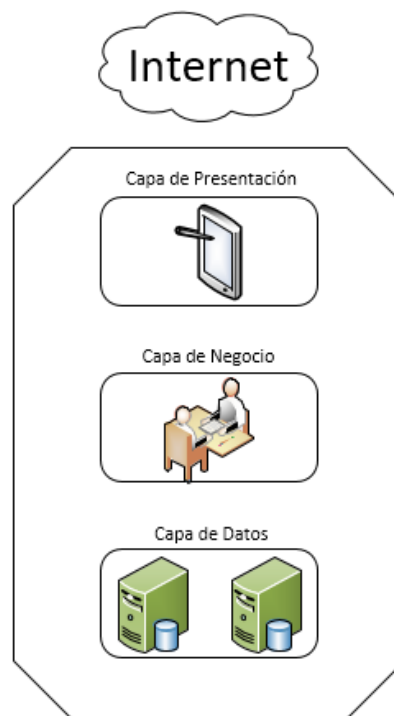 Internet
Capa de Presentación
Capa de Negocio
Capa de Datos